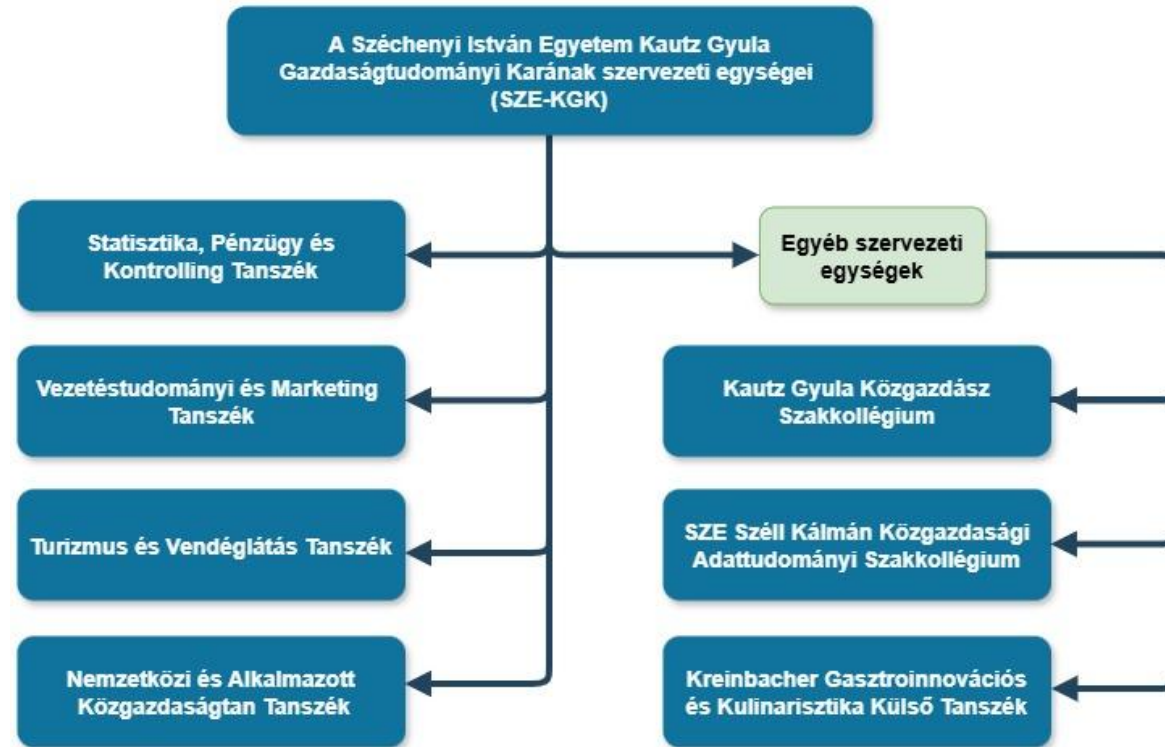 A Széchenyi István Egyetem Kautz Gyula
Gazdaságtudományi Karának szervezeti egységei
(SZE-KGK)
Statisztika, Pénzügy és
Kontrolling Tanszék
Egyéb szervezeti
egységek
Vezetéstudományi és Marketing
Tanszék
Kautz Gyula Közgazdász
Szakkollégium
Turizmus és Vendéglátás Tanszék
SZE Széll Kálmán Közgazdasági
Adattudományi Szakkollégium
Nemzetközi és Alkalmazott
Közgazdaságtan Tanszék
Kreinbacher Gasztroinnovációs
és Kulinarisztika Külső Tanszék